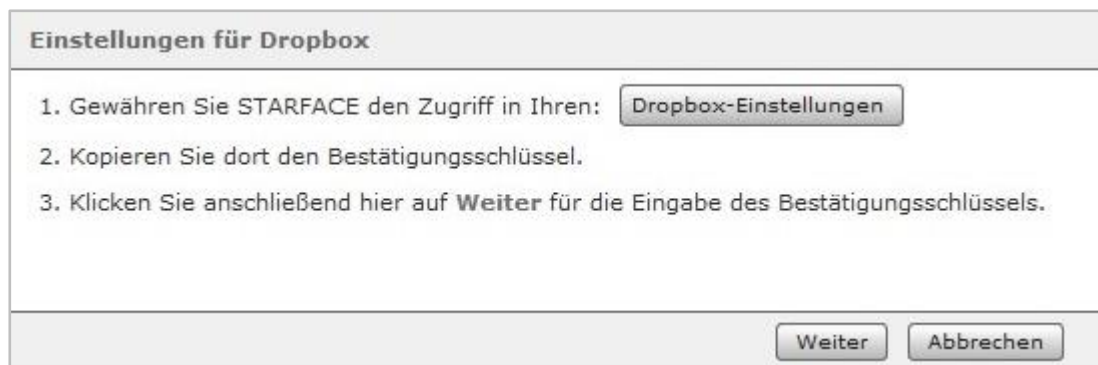 Einstellungen für Dropbox
1. Gewähren Sie STARFACE den Zugriff in Ihren: Dropbox-Einstellungen
2. Kopieren Sie dort den Bestätigungsschlüssel.
3. Klicken Sie anschließend hier auf Weiter für die Eingabe des Bestätigungsschlüssels.
Weiter Abbrechen